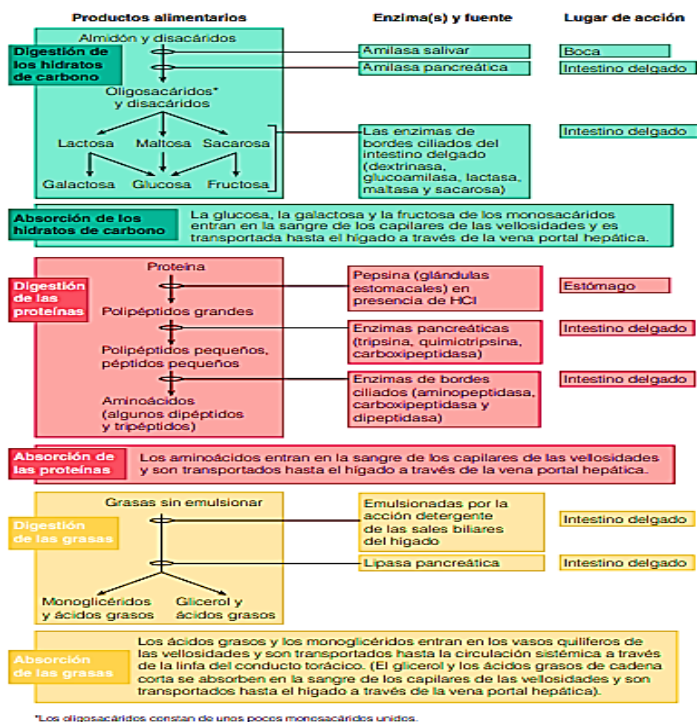 Productos alimentarios
Enzima(s) y fuente
Lugar de acción
Digestión de
los hidratos
de carbono
Almidón y disacáridos
Amilasa salivar
Boca
Amilasa pancreática
Intestino delgado
Oligosacáridos*
y disacáridos
Lactosa Maltosa Sacarosa
Galactosa Glucosa Fructosa
Las enzimas de
bordes ciliados del
intestino delgado
(dextrinasa,
glucoamilasa, lactasa,
maltasa y sacarosa)
Intestino delgado
Absorción de los
hidratos de carbono
La glucosa, la galactosa y la fructosa de los monosacáridos
entran en la sangre de los capilares de las vellosidades y es
transportada hasta el hígado a través de la vena portal hepática.
Digestión
de las
proteínas
Proteína
Pepsina (glándulas
estomacales) en
presencia de HCl
Estómago
Polipéptidos grandes
Enzimas pancreáticas
(tripsina, quimiotripsina,
carboxipeptidasa)
Intestino delgado
Polipéptidos pequeños,
péptidos pequeños
Enzimas de bordes
ciliados (aminopeptidasa,
carboxipeptidasa y
dipeptidasa)
Intestino delgado
Aminoácidos
(algunos dipéptidos
y tripéptidos)
Absorción de
las proteínas
Los aminoácidos entran en la sangre de los capilares de las vellosidades
y son transportados hasta el hígado a través de la vena portal hepática.
Digestión
de las grasas
Grasas sin emulsionar
Emulsionadas por la
acción detergente
de las sales biliares
del hígado
Intestino delgado
Lipasa pancreática
Intestino delgado
Monoglicéridos
y ácidos grasos
Glicerol y
ácidos grasos
Absorción
de las grasas
Los ácidos grasos y los monoglicéridos entran en los vasos quilíferos de
las vellosidades y son transportados hasta la circulación sistémica a través
de la linfa del conducto torácico. (El glicerol y los ácidos grasos de cadena
corta se absorben en la sangre de los capilares de las vellosidades y son
transportados hasta el hígado a través de la vena portal hepática).
*Los oligosacáridos constan de unos pocos monosacáridos unidos.